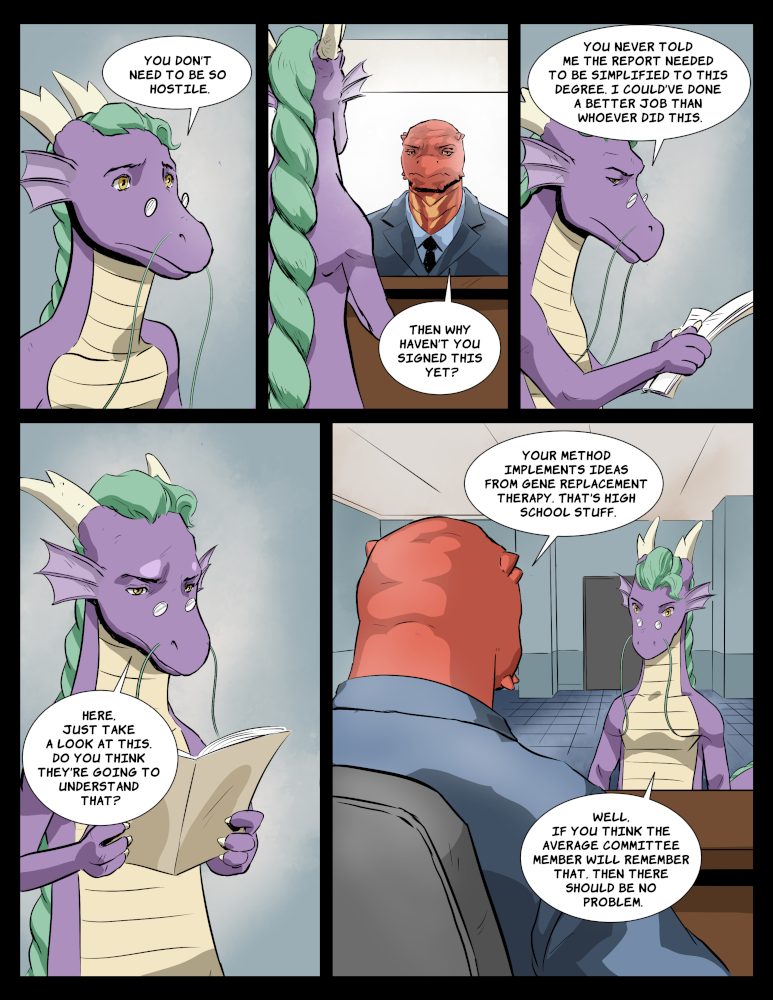 YOU DON'T
NEED TO BE SO
HOSTILE.
THEN WHY
HAVEN'T YOU
SIGNED THIS
YET?
YOU NEVER TOLD
ME THE REPORT NEEDED
TO BE SIMPLIFIED TO THIS
DEGREE. I COULD'VE DONE
A BETTER JOB THAN
WHOEVER DID THIS.
HERE.
JUST TAKE
A LOOK AT THIS.
DO YOU THINK
THEY'RE GOING TO
UNDERSTAND
THAT?
YOUR METHOD
IMPLEMENTS IDEAS
FROM GENE REPLACEMENT
THERAPY. THAT'S HIGH
SCHOOL STUFF.
WELL.
IF YOU THINK THE
AVERAGE COMMITTEE
MEMBER WILL REMEMBER
THAT. THEN THERE
SHOULD BE NO
PROBLEM.